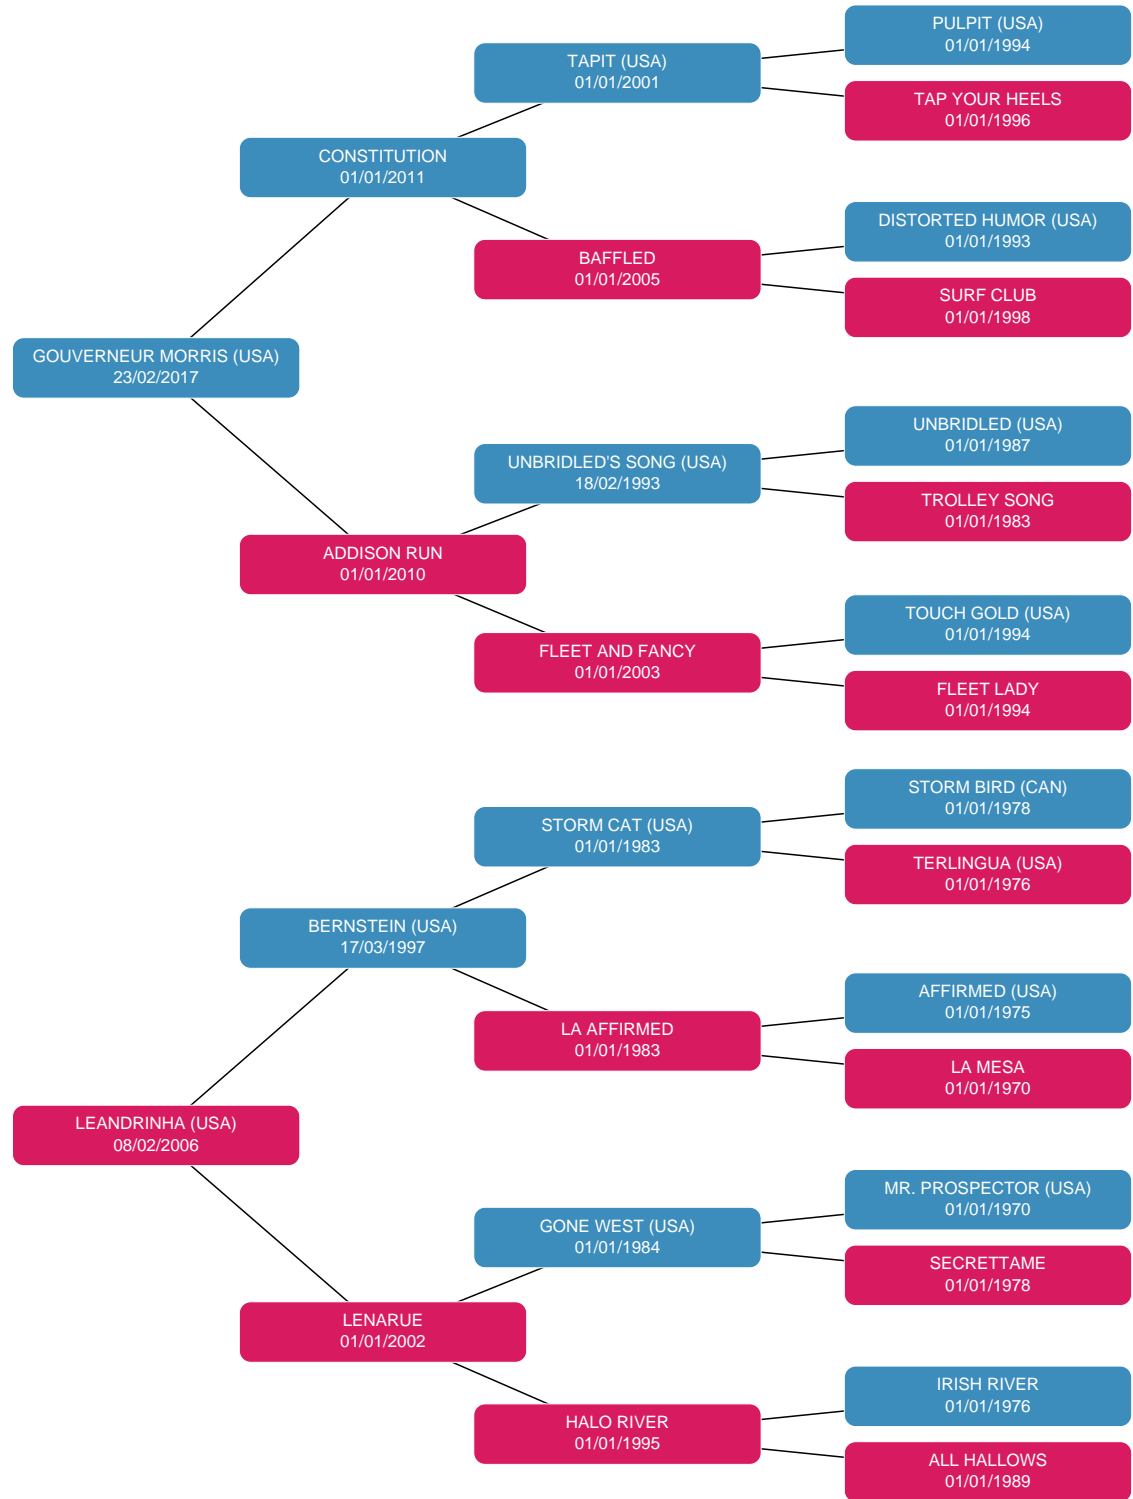 PULPIT (USA)
01/01/1994
TAPIT (USA)
01/01/2001
TAP YOUR HEELS
01/01/1996
CONSTITUTION
01/01/2011
DISTORTED HUMOR (USA)
01/01/1993
BAFFLED
01/01/2005
SURF CLUB
01/01/1998
GOUVERNEUR MORRIS (USA)
23/02/2017
UNBRIDLED (USA)
01/01/1987
UNBRIDLED'S SONG (USA)
18/02/1993
TROLLEY SONG
01/01/1983
ADDISON RUN
01/01/2010
TOUCH GOLD (USA)
01/01/1994
FLEET AND FANCY
01/01/2003
FLEET LADY
01/01/1994
STORM BIRD (CAN)
01/01/1978
STORM CAT (USA)
01/01/1983
TERLINGUA (USA)
01/01/1976
BERNSTEIN (USA)
17/03/1997
AFFIRMED (USA)
01/01/1975
LA AFFIRMED
01/01/1983
LA MESA
01/01/1970
LEANDRINHA (USA)
08/02/2006
MR. PROSPECTOR (USA)
01/01/1970
GONE WEST (USA)
01/01/1984
SECRETTAME
01/01/1978
LENARUE
01/01/2002
IRISH RIVER
01/01/1976
HALO RIVER
01/01/1995
ALL HALLOWS
01/01/1989